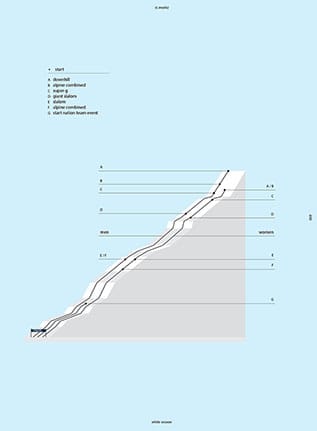 start
A downhill
B alpine combined
C super-g
D giant slalom
E slalom
F alpine combined
G start nation team event
A
B
C
A / B
C
D
D
men
women
E / F
E
F
G
white season